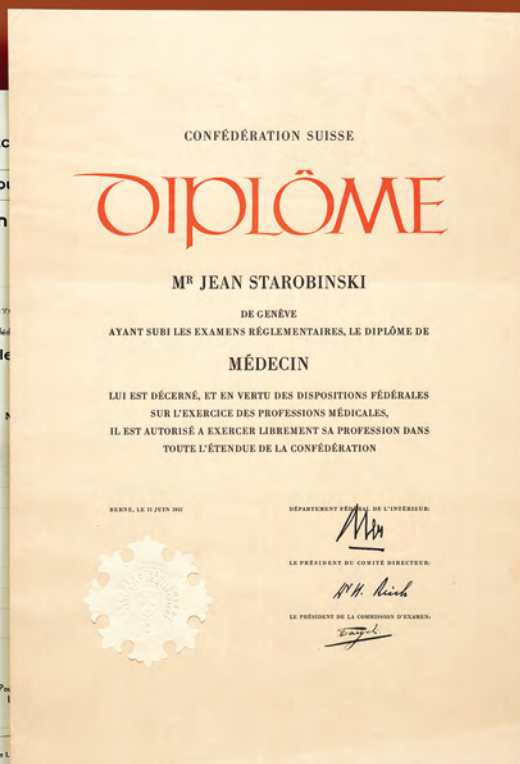 CONFÉDÉRATION SUISSE
DIPLÔME
MR JEAN STAROBINSKI
DE GENÈVE
AYANT SUBI LES EXAMENS RÉGLEMENTAIRES, LE DIPLÔME DE
MÉDECIN
LUI EST DÉCERNÉ, ET EN VERTU DES DISPOSITIONS FÉDÉRALES
SUR L'EXERCICE DES PROFESSIONS MÉDICALES,
IL EST AUTORISÉ A EXERCER LIBREMENT SA PROFESSION DANS
TOUTE L'ÉTENDUE DE LA CONFÉDÉRATION
BERNE, LE 15 JUIN
DÉPARTEMENT FÉDÉRAL DE L'INTÉRIEUR:
LE PRÉSIDENT DU COMITÉ DIRECTEUR:
Dr H. Reich
LE PRÉSIDENT DE LA COMMISSION D'EXAMEN: